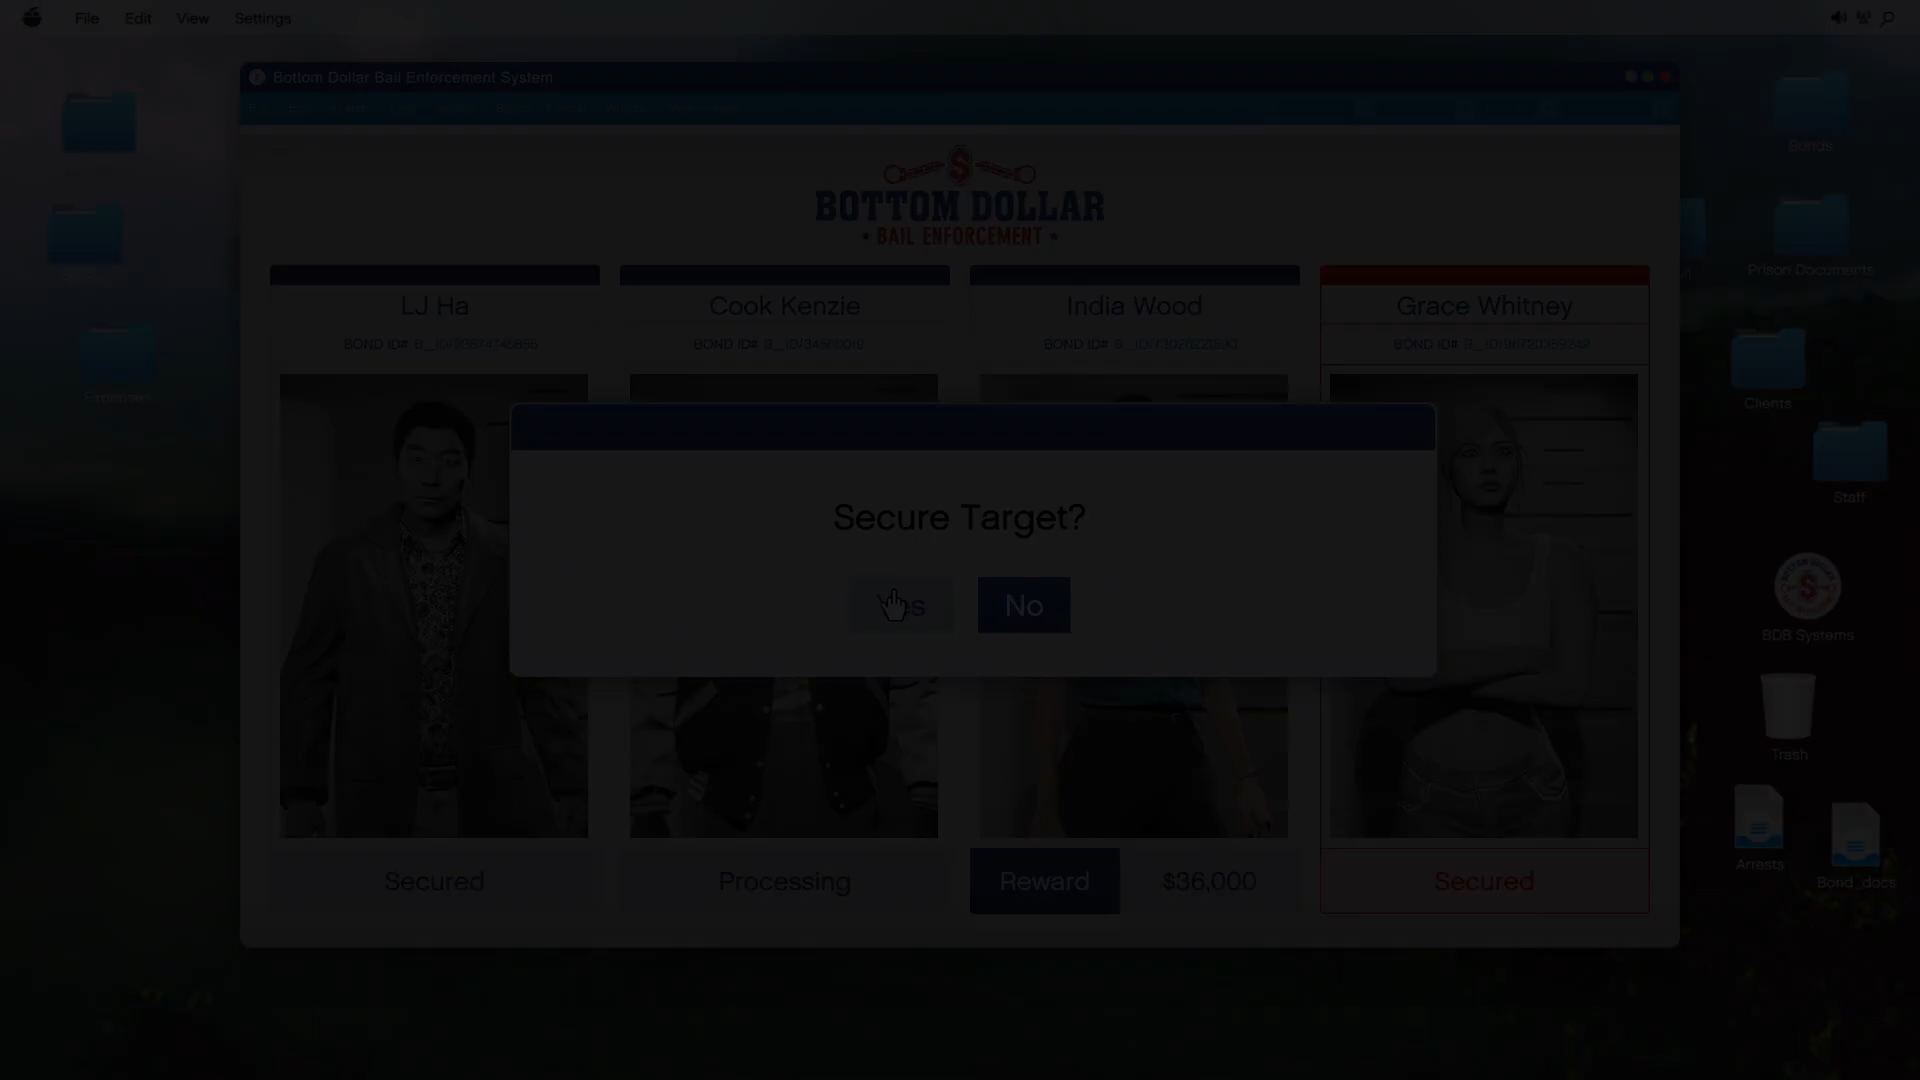 File Edit View Settings
Bottom Dollar Bail Enforcement System
Bonds
$
BOTTOM DOLLAR
BAIL ENFORCEMENT
Prison Documents
LJ Ha
Cook Kenzie
India Wood
Grace Whitney
BOND ID#
BOND ID#
BOND ID#
BOND ID#
Expenses
Clients
Staff
Secure Target?
Yes
No
BDB Systems
Trash
Arrests
Bond_docs
Secured
Processing
Reward
$36,000
Secured